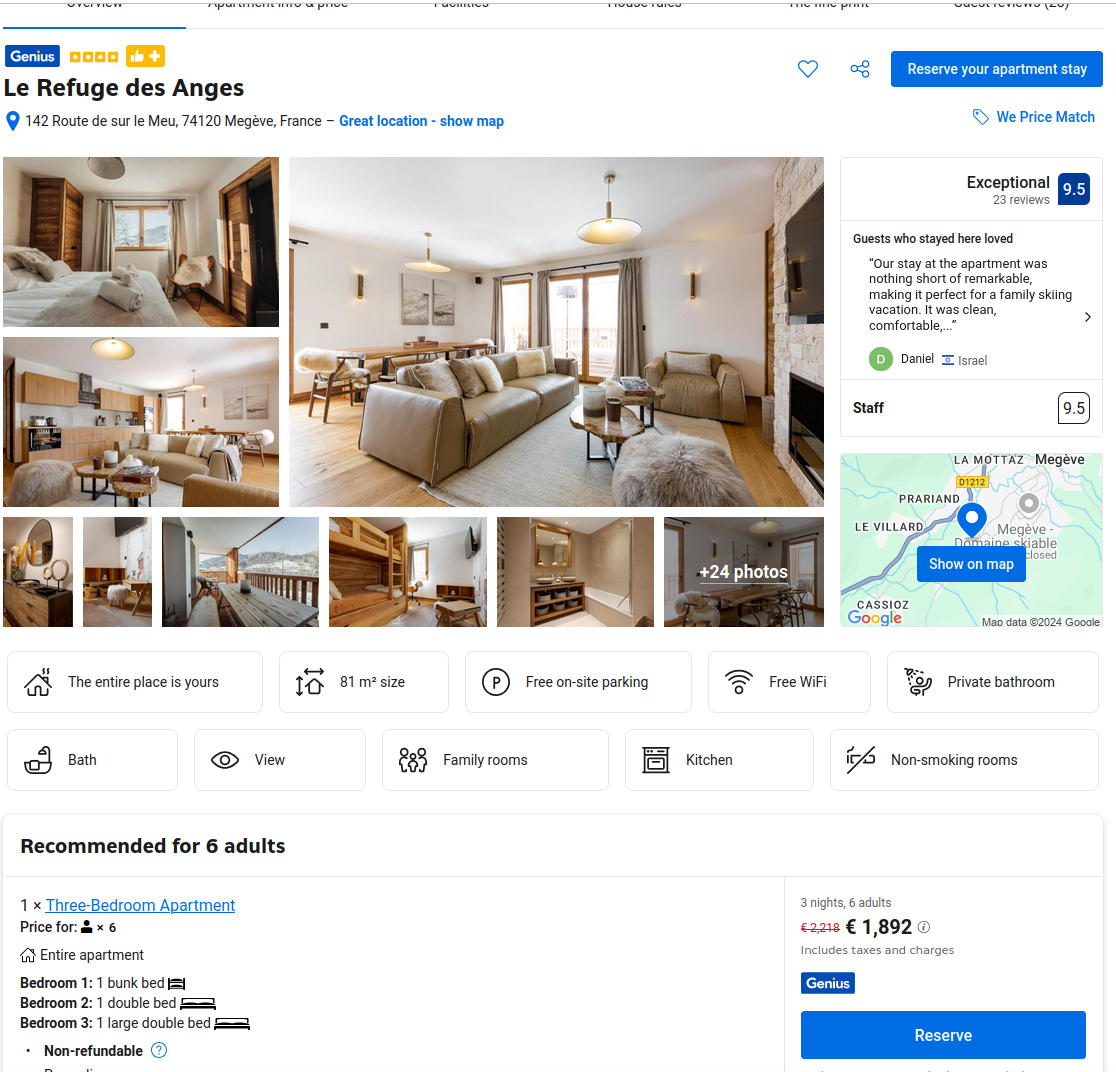 Overview Apartment info & price Facilities House rules The fine print Guest reviews (23)
Genius
Le Refuge des Anges
Reserve your apartment stay
142 Route de sur le Meu, 74120 Megève, France – Great location - show map
We Price Match
Exceptional 9.5
23 reviews
Guests who stayed here loved
“Our stay at the apartment was
nothing short of remarkable,
making it perfect for a family skiing
vacation. It was clean,
comfortable,...”
D Daniel Israel
Staff 9.5
LA MOTTAZ Megève
D1212
PRARIAND
LE VILLARD
Megève -
Domaine skiable
closed
Show on map
CASSIOZ
Google
Map data ©2024 Google
+24 photos
The entire place is yours
81 m² size
P Free on-site parking
Free WiFi
Private bathroom
Bath
View
Family rooms
Kitchen
Non-smoking rooms
Recommended for 6 adults
1 × Three-Bedroom Apartment
Price for: × 6
Entire apartment
Bedroom 1: 1 bunk bed
Bedroom 2: 1 double bed
Bedroom 3: 1 large double bed
• Non-refundable ?
3 nights, 6 adults
€ 2,218 € 1,892
Includes taxes and charges
Genius
Reserve